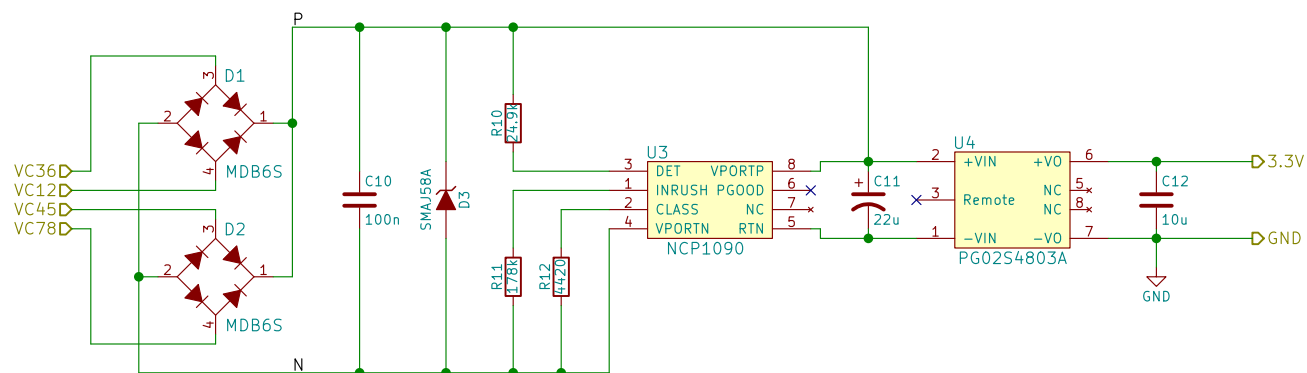 P
VC36
VC12
VC45
VC78
D1
3
2
1
4
MDB6S
D2
3
2
1
4
MDB6S
N
C10
100n
SMAJ58A
D3
R10
24.9k
R11
178k
R12
4420
U3
3 DET VPORTP 8
1 INRUSH PGOOD 6
2 CLASS NC 7
4 VPORTN RTN 5
NCP1090
+
C11
22u
U4
2 +VIN +VO 6
3 Remote NC 5
NC 8
1 −VIN −VO 7
PG02S4803A
C12
10u
3.3V
GND
GND